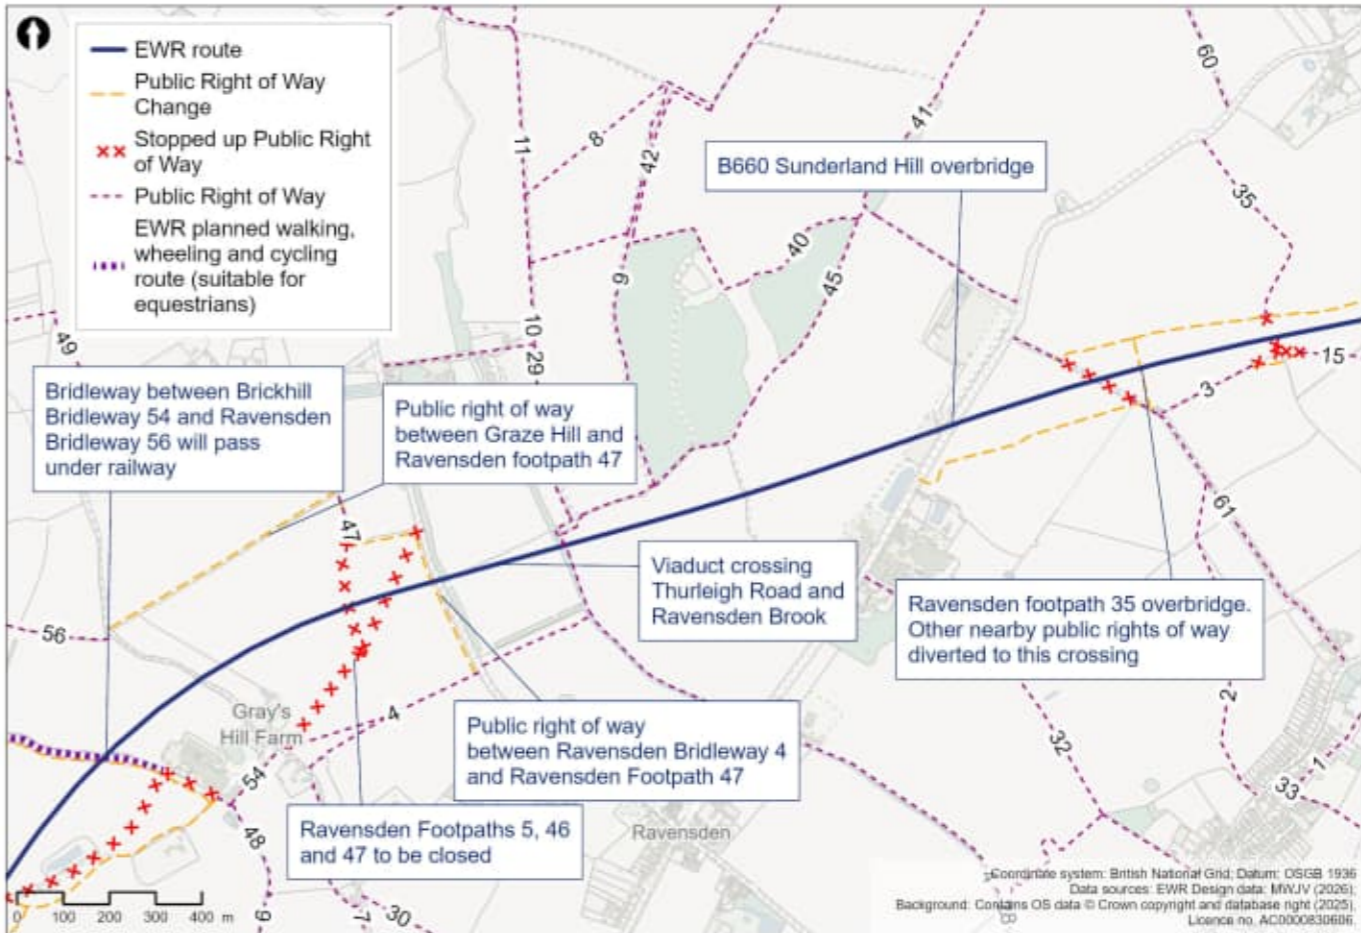 EWR route
Public Right of Way
Change
Stopped up Public Right
of Way
Public Right of Way
EWR planned walking,
wheeling and cycling
route (suitable for
equestrians)
60
11
8
42
41
B660 Sunderland Hill overbridge
35
40
45
9
10
29
49
15
3
Bridleway between Brickhill
Bridleway 54 and Ravensden
Bridleway 56 will pass
under railway
Public right of way
between Graze Hill and
Ravensden footpath 47
47
61
Viaduct crossing
Thurleigh Road and
Ravensden Brook
Ravensden footpath 35 overbridge.
Other nearby public rights of way
diverted to this crossing
56
2
Gray's
Hill Farm
4
Public right of way
between Ravensden Bridleway 4
and Ravensden Footpath 47
32
54
1
33
48
Ravensden Footpaths 5, 46
and 47 to be closed
Ravensden
6
7
30
8
0 100 200 300 400 m
Coordinate system: British National Grid; Datum: OSGB 1936
Data sources: EWR Design data: MWJV (2026);
Background: Contains OS data © Crown copyright and database right (2025).
Licence no. AC0000830606.